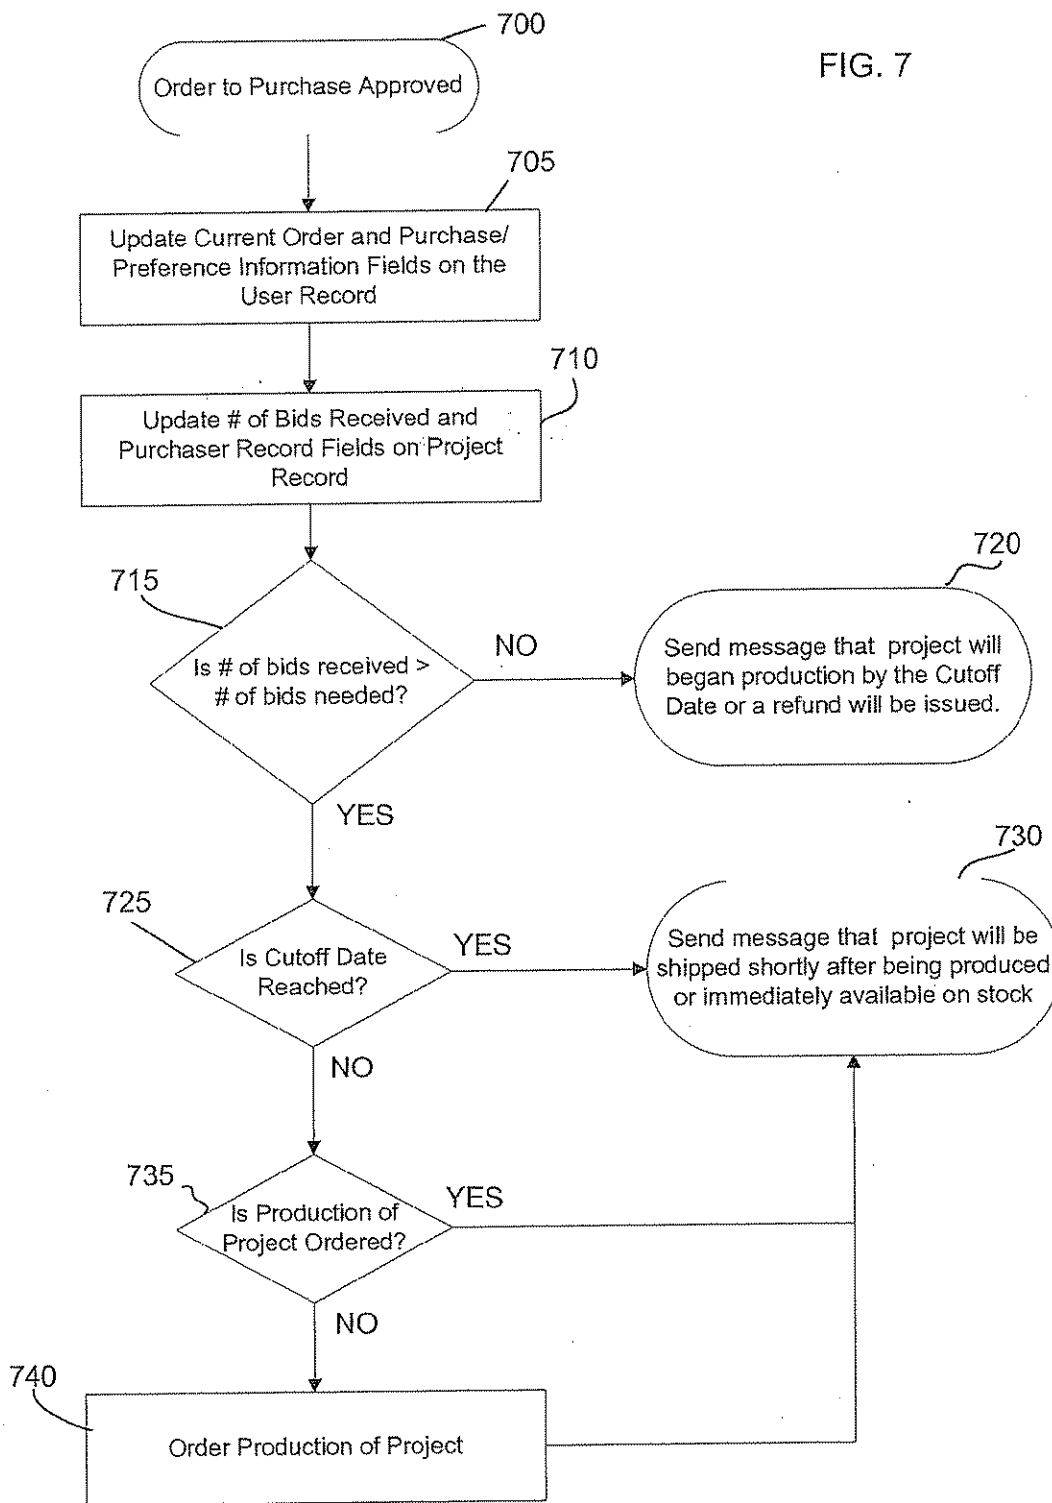 700
FIG. 7
Order to Purchase Approved
705
Update Current Order and Purchase/
Preference Information Fields on the
User Record
710
Update # of Bids Received and
Purchaser Record Fields on Project
Record
715
Is # of bids received >
# of bids needed?
NO
720
Send message that project will
began production by the Cutoff
Date or a refund will be issued.
YES
725
Is Cutoff Date
Reached?
YES
730
Send message that project will be
shipped shortly after being produced
or immediately available on stock
NO
735
Is Production of
Project Ordered?
YES
NO
740
Order Production of Project